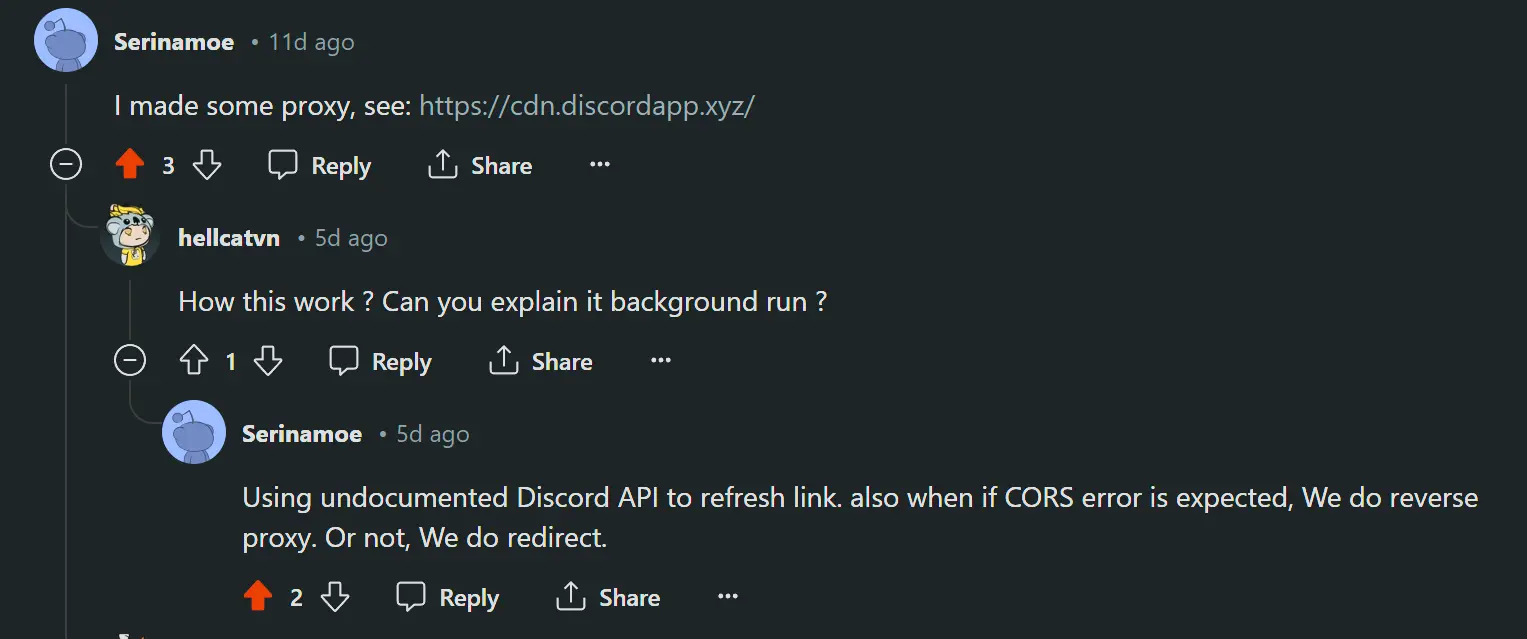 Serinamoe • 11d ago
I made some proxy, see: https://cdn.discordapp.xyz/
3 Reply Share ...
hellcatvn • 5d ago
How this work ? Can you explain it background run ?
1 Reply Share ...
Serinamoe • 5d ago
Using undocumented Discord API to refresh link. also when if CORS error is expected, We do reverse
proxy. Or not, We do redirect.
2 Reply Share ...